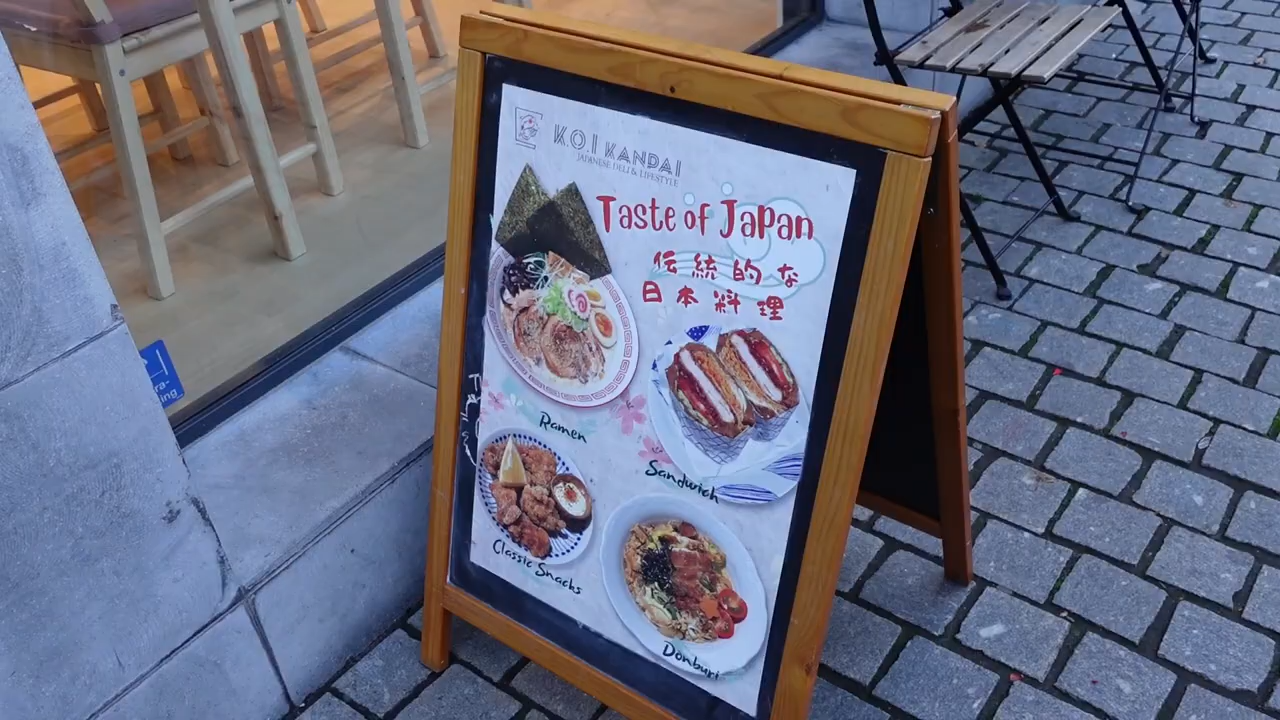 K.O.I KANDAI
JAPANESE DELI & LIFESTYLE
Taste of Japan
伝統的な
日本料理
Ramen
Sandwich
Classic Snacks
Donburi